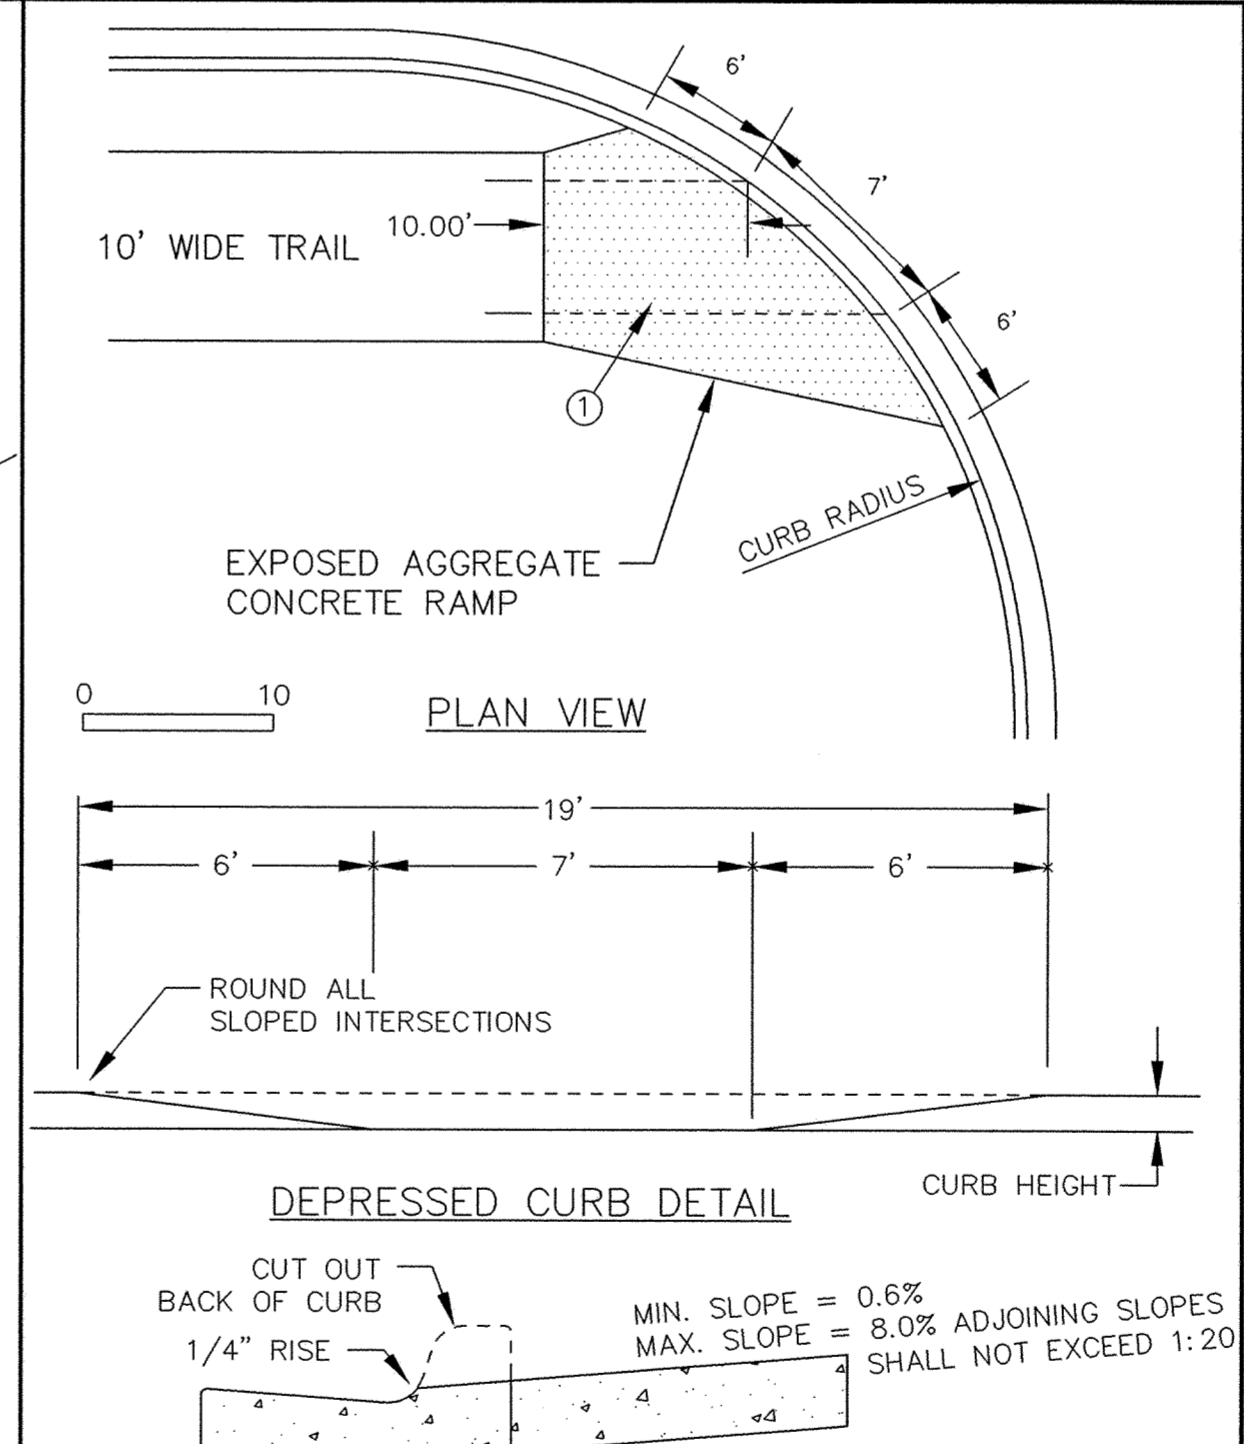 6'
7'
6'
10.00'
10' WIDE TRAIL
1
CURB RADIUS
EXPOSED AGGREGATE
CONCRETE RAMP
0 10
PLAN VIEW
19'
6' 7' 6'
ROUND ALL
SLOPED INTERSECTIONS
CURB HEIGHT
DEPRESSED CURB DETAIL
CUT OUT
BACK OF CURB
1/4" RISE
MIN. SLOPE = 0.6%
MAX. SLOPE = 8.0% ADJOINING SLOPES
SHALL NOT EXCEED 1:20